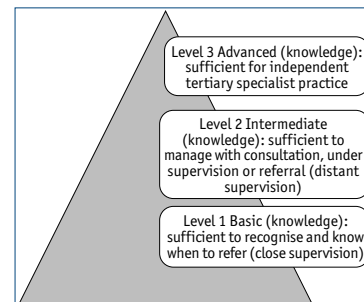 Level 3 Advanced (knowledge):
sufficient for independent
tertiary specialist practice
Level 2 Intermediate
(knowledge): sufficient to
manage with consultation, under
supervision or referral (distant
supervision)
Level 1 Basic (knowledge):
sufficient to recognise and know
when to refer (close supervision)